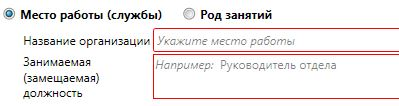 Место работы (службы) Род занятий
Название организации Укажите место работы
Занимаемая Например: Руководитель отдела
(замещаемая)
должность